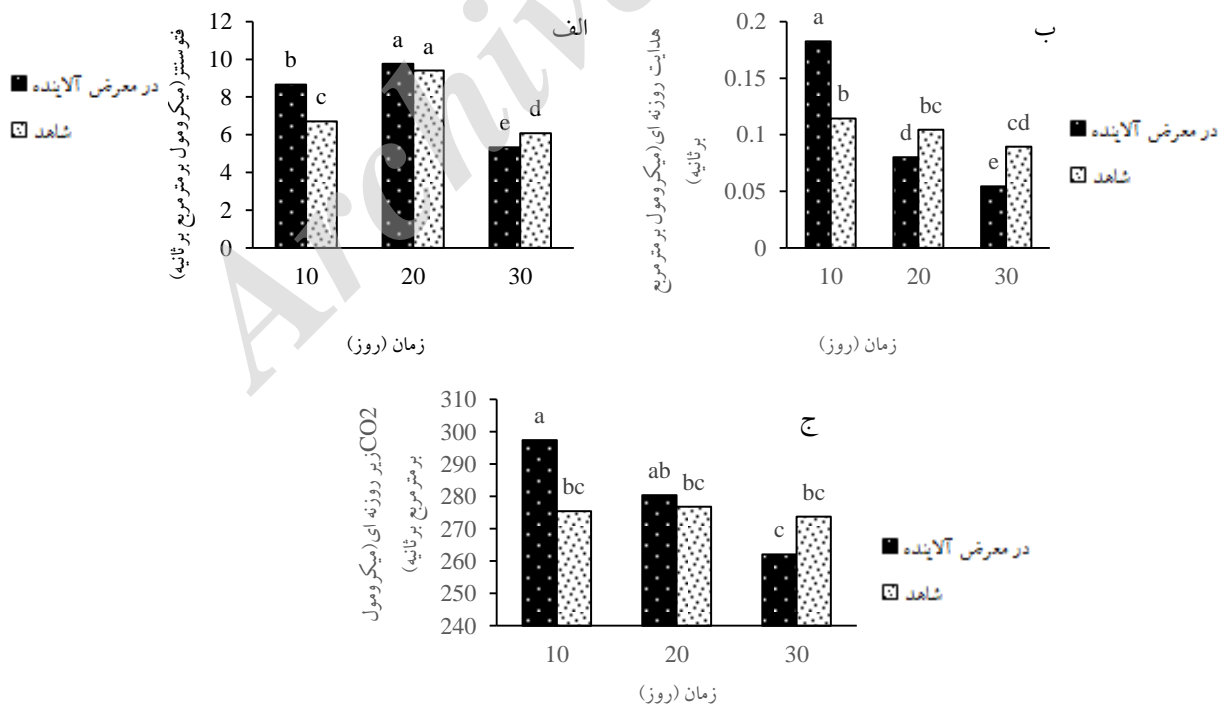 الف
فتوسنتز(میکرومول برمترمربع برثانیه)
12
10
8
6
4
2
0
b
c
a
a
e
d
10
20
30
زمان (روز)
در معرض آلاینده
شاهد
ب
هدایت روزنه ای(میکرومول برمترمربع
برثانیه)
0.2
0.15
0.1
0.05
0
a
b
d
bc
e
cd
10
20
30
زمان (روز)
در معرض آلاینده
شاهد
ج
CO2زیر روزنه ای(میکرومول
برمترمربع برثانیه)
310
300
290
280
270
260
250
240
a
bc
ab
bc
c
bc
10
20
30
زمان (روز)
در معرض آلاینده
شاهد